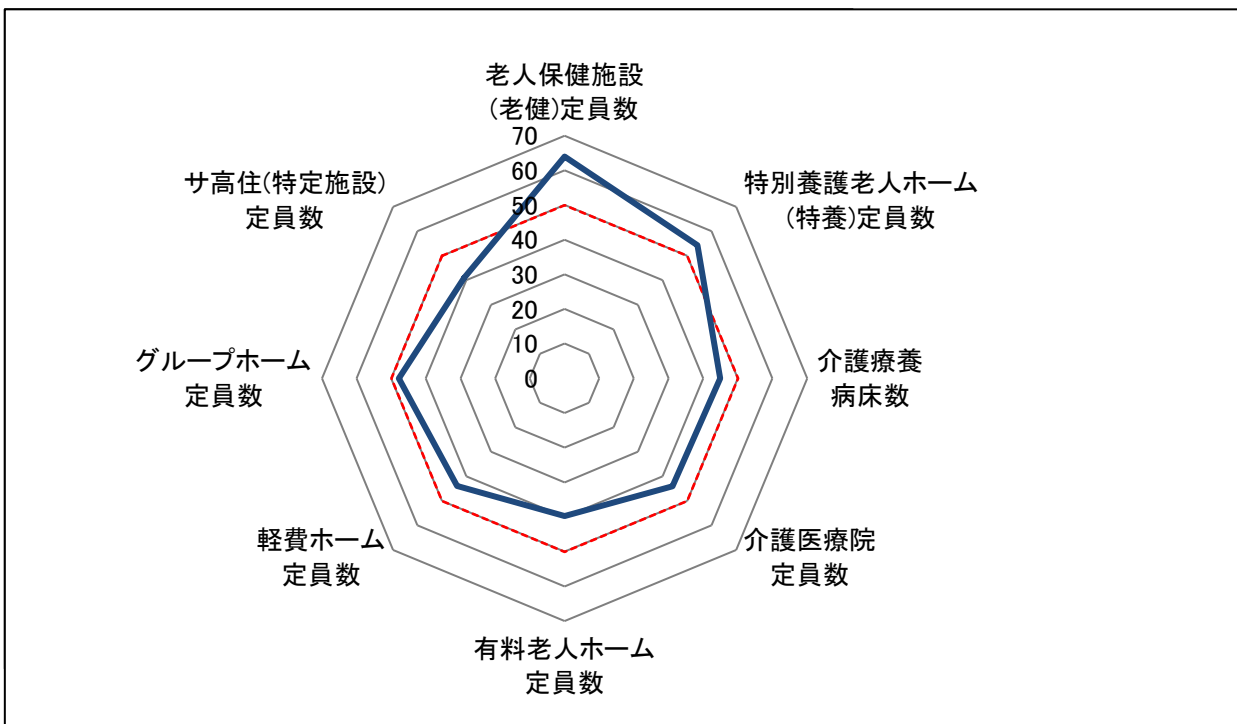 老人保健施設
(老健)定員数
特別養護老人ホーム
(特養)定員数
介護療養
病床数
介護医療院
定員数
有料老人ホーム
定員数
軽費ホーム
定員数
グループホーム
定員数
サ高住(特定施設)
定員数
70
60
50
40
30
20
10
0